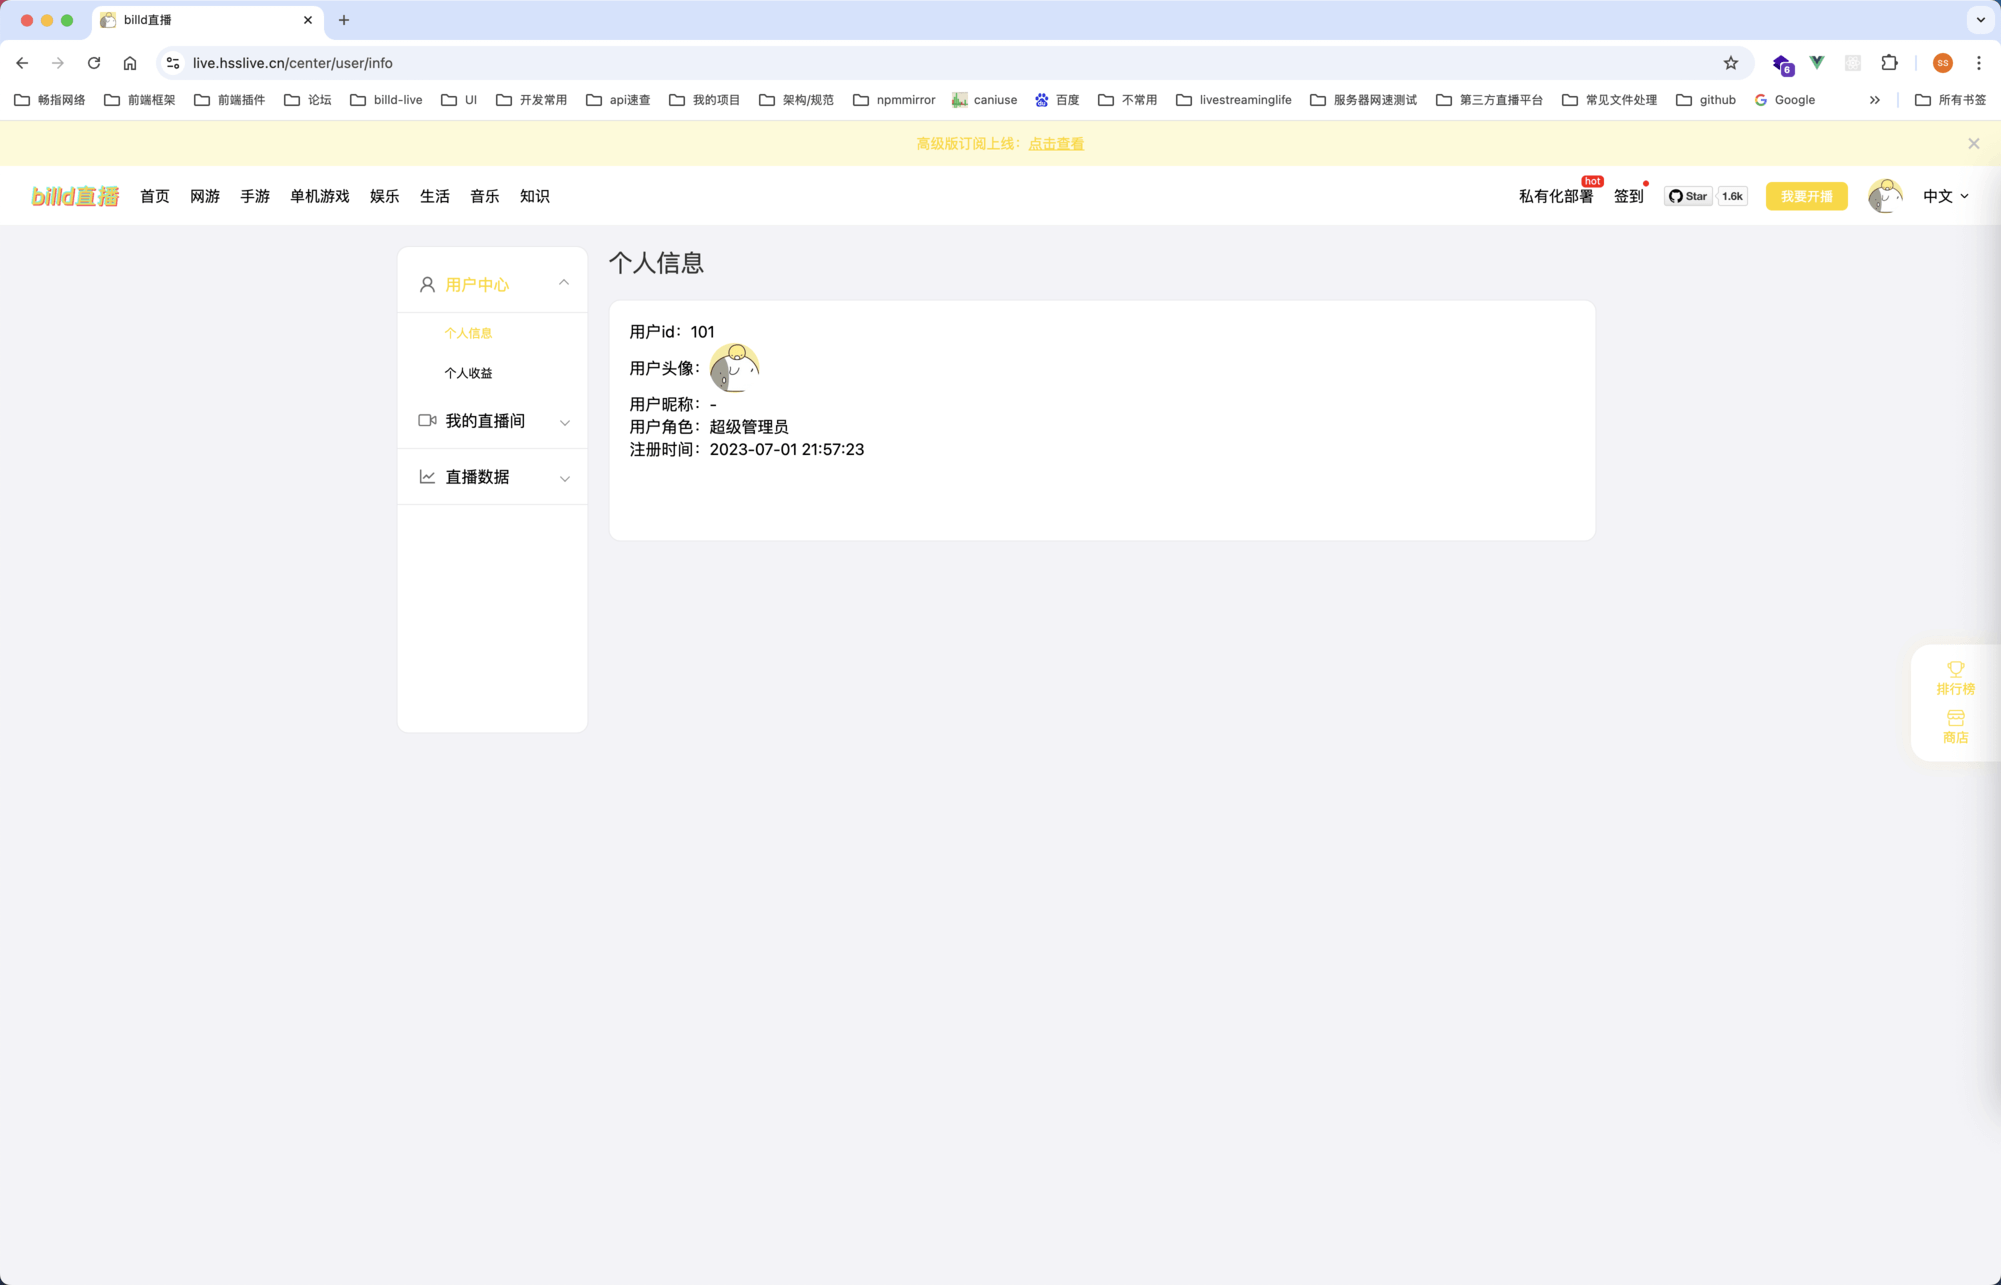 billd直播
live.hsslive.cn/center/user/info
6
ss
畅指网络 前端框架 前端插件 论坛 billd-live UI 开发常用 api速查 我的项目 架构/规范 npmmirror caniuse 百度 不常用 livestreaminglife 服务器网速测试 第三方直播平台 常见文件处理 github Google 所有书签
高级版订阅上线：点击查看
billd直播 首页 网游 手游 单机游戏 娱乐 生活 音乐 知识 私有化部署 hot 签到 Star 1.6k 我要开播 中文
用户中心
个人信息
个人收益
我的直播间
直播数据
个人信息
用户id：101
用户头像：
用户昵称：-
用户角色：超级管理员
注册时间：2023-07-01 21:57:23
排行榜
商店